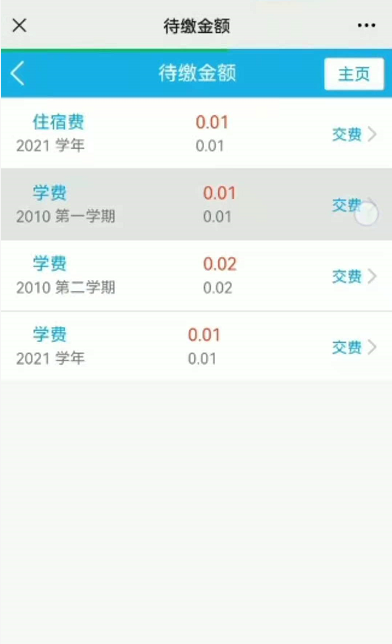 待缴金额
待缴金额 主页
住宿费 0.01
2021 学年 0.01 交费
学费 0.01
2010 第一学期 0.01 交费
学费 0.02
2010 第二学期 0.02 交费
学费 0.01
2021 学年 0.01 交费